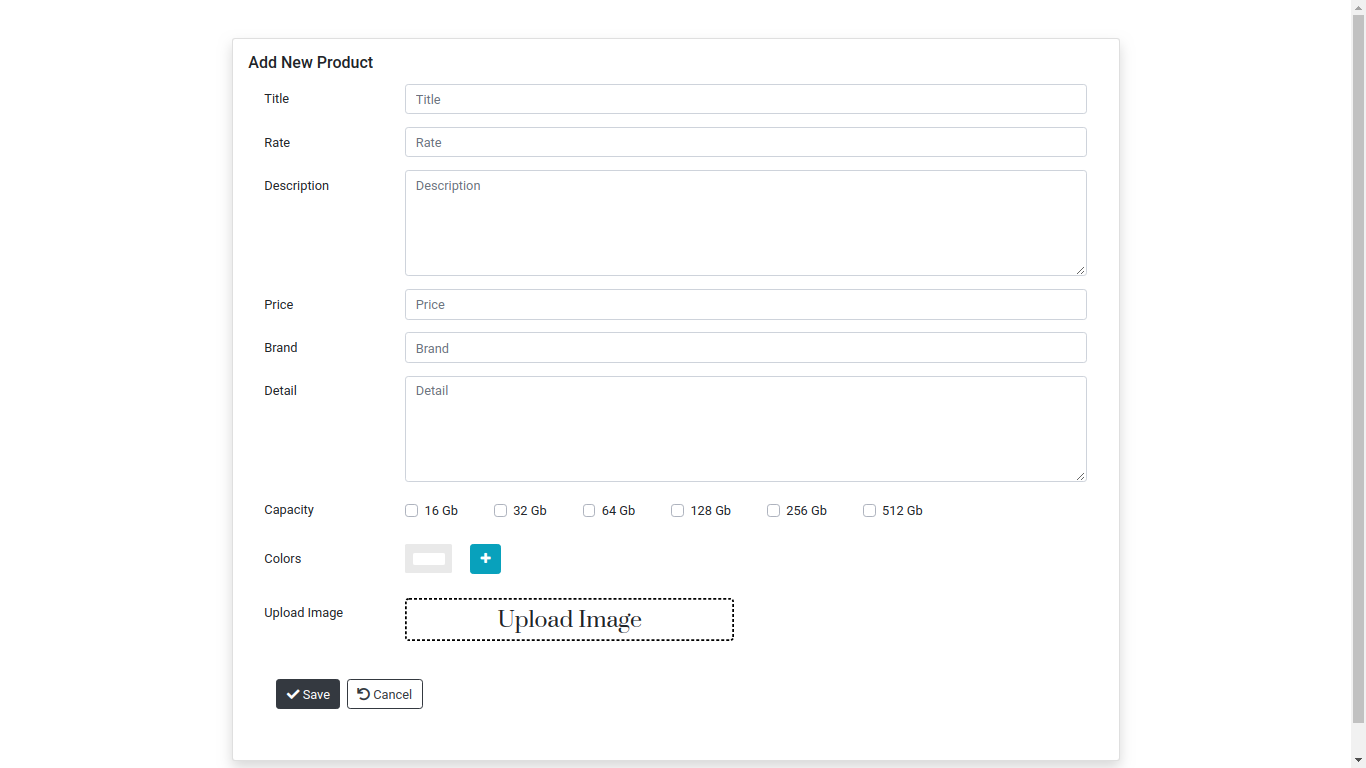 Add New Product
Title Title
Rate Rate
Description Description
Price Price
Brand Brand
Detail Detail
Capacity 16 Gb 32 Gb 64 Gb 128 Gb 256 Gb 512 Gb
Colors
Upload Image Upload Image
Save Cancel